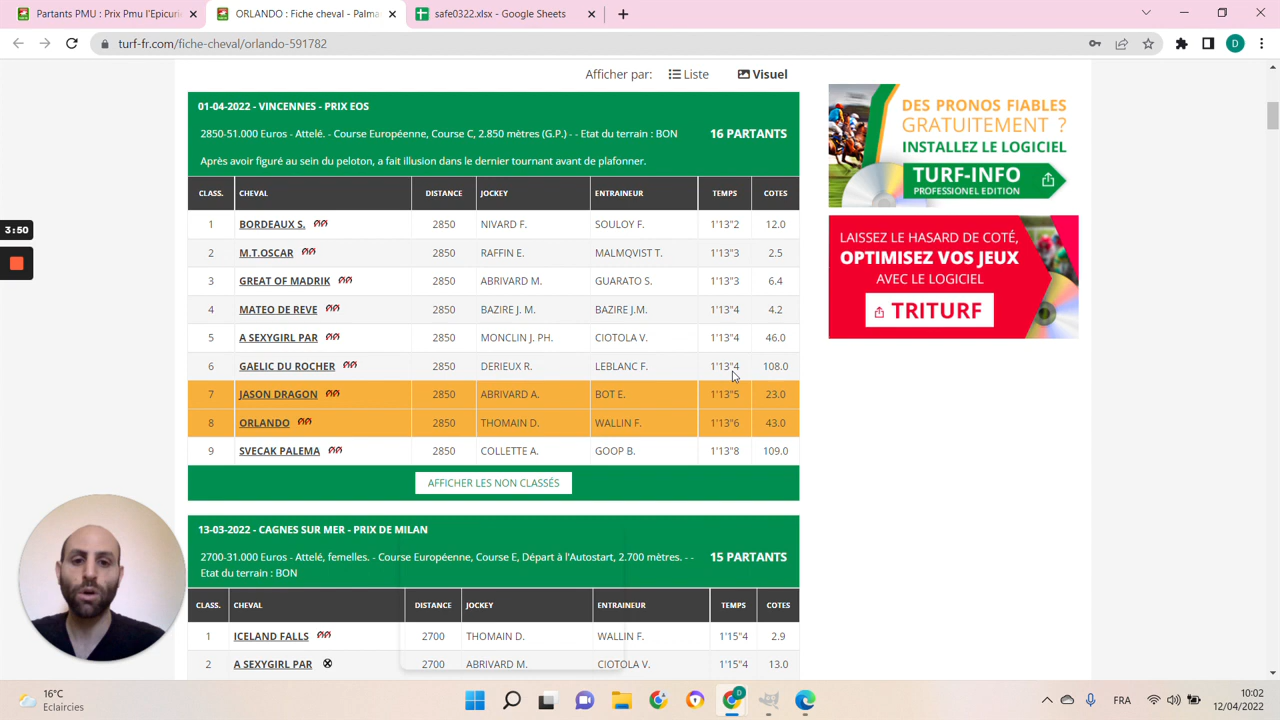 Partants PMU : Prix Pmu l'Epicuri
ORLANDO : Fiche cheval - Palma
safe0322.xlsx - Google Sheets
turf-fr.com/fiche-cheval/orlando-591782
D
Afficher par: Liste Visuel
01-04-2022 - VINCENNES - PRIX EOS
2850-51.000 Euros - Attelé. - Course Européenne, Course C, 2.850 mètres (G.P.) - - Etat du terrain : BON
16 PARTANTS
Après avoir figuré au sein du peloton, a fait illusion dans le dernier tournant avant de plafonner.
CLASS. CHEVAL DISTANCE JOCKEY ENTRAINEUR TEMPS COTES
1 BORDEAUX S. 2850 NIVARD F. SOULOY F. 1'13"2 12.0
2 M.T.OSCAR 2850 RAFFIN E. MALMQVIST T. 1'13"3 2.5
3 GREAT OF MADRIK 2850 ABRIVARD M. GUARATO S. 1'13"3 6.4
4 MATEO DE REVE 2850 BAZIRE J. M. BAZIRE J.M. 1'13"4 4.2
5 A SEXYGIRL PAR 2850 MONCLIN J. PH. CIOTOLA V. 1'13"4 46.0
6 GAELIC DU ROCHER 2850 DERIEUX R. LEBLANC F. 1'13"4 108.0
7 JASON DRAGON 2850 ABRIVARD A. BOT E. 1'13"5 23.0
8 ORLANDO 2850 THOMAIN D. WALLIN F. 1'13"6 43.0
9 SVECAK PALEMA 2850 COLLETTE A. GOOP B. 1'13"8 109.0
AFFICHER LES NON CLASSÉS
13-03-2022 - CAGNES SUR MER - PRIX DE MILAN
2700-31.000 Euros - Attelé, femelles. - Course Européenne, Course E, Départ à l'Autostart, 2.700 mètres. - -
Etat du terrain : BON
15 PARTANTS
CLASS. CHEVAL DISTANCE JOCKEY ENTRAINEUR TEMPS COTES
1 ICELAND FALLS 2700 THOMAIN D. WALLIN F. 1'15"4 2.9
2 A SEXYGIRL PAR 2700 ABRIVARD M. CIOTOLA V. 1'15"4 13.0
DES PRONOS FIABLES
GRATUITEMENT ?
INSTALLEZ LE LOGICIEL
TURF-INFO
PROFESSIONEL EDITION
LAISSEZ LE HASARD DE COTÉ,
OPTIMISEZ VOS JEUX
AVEC LE LOGICIEL
TRITURF
3:50
16°C
Eclaircies
D
FR
10:02
12/04/2022